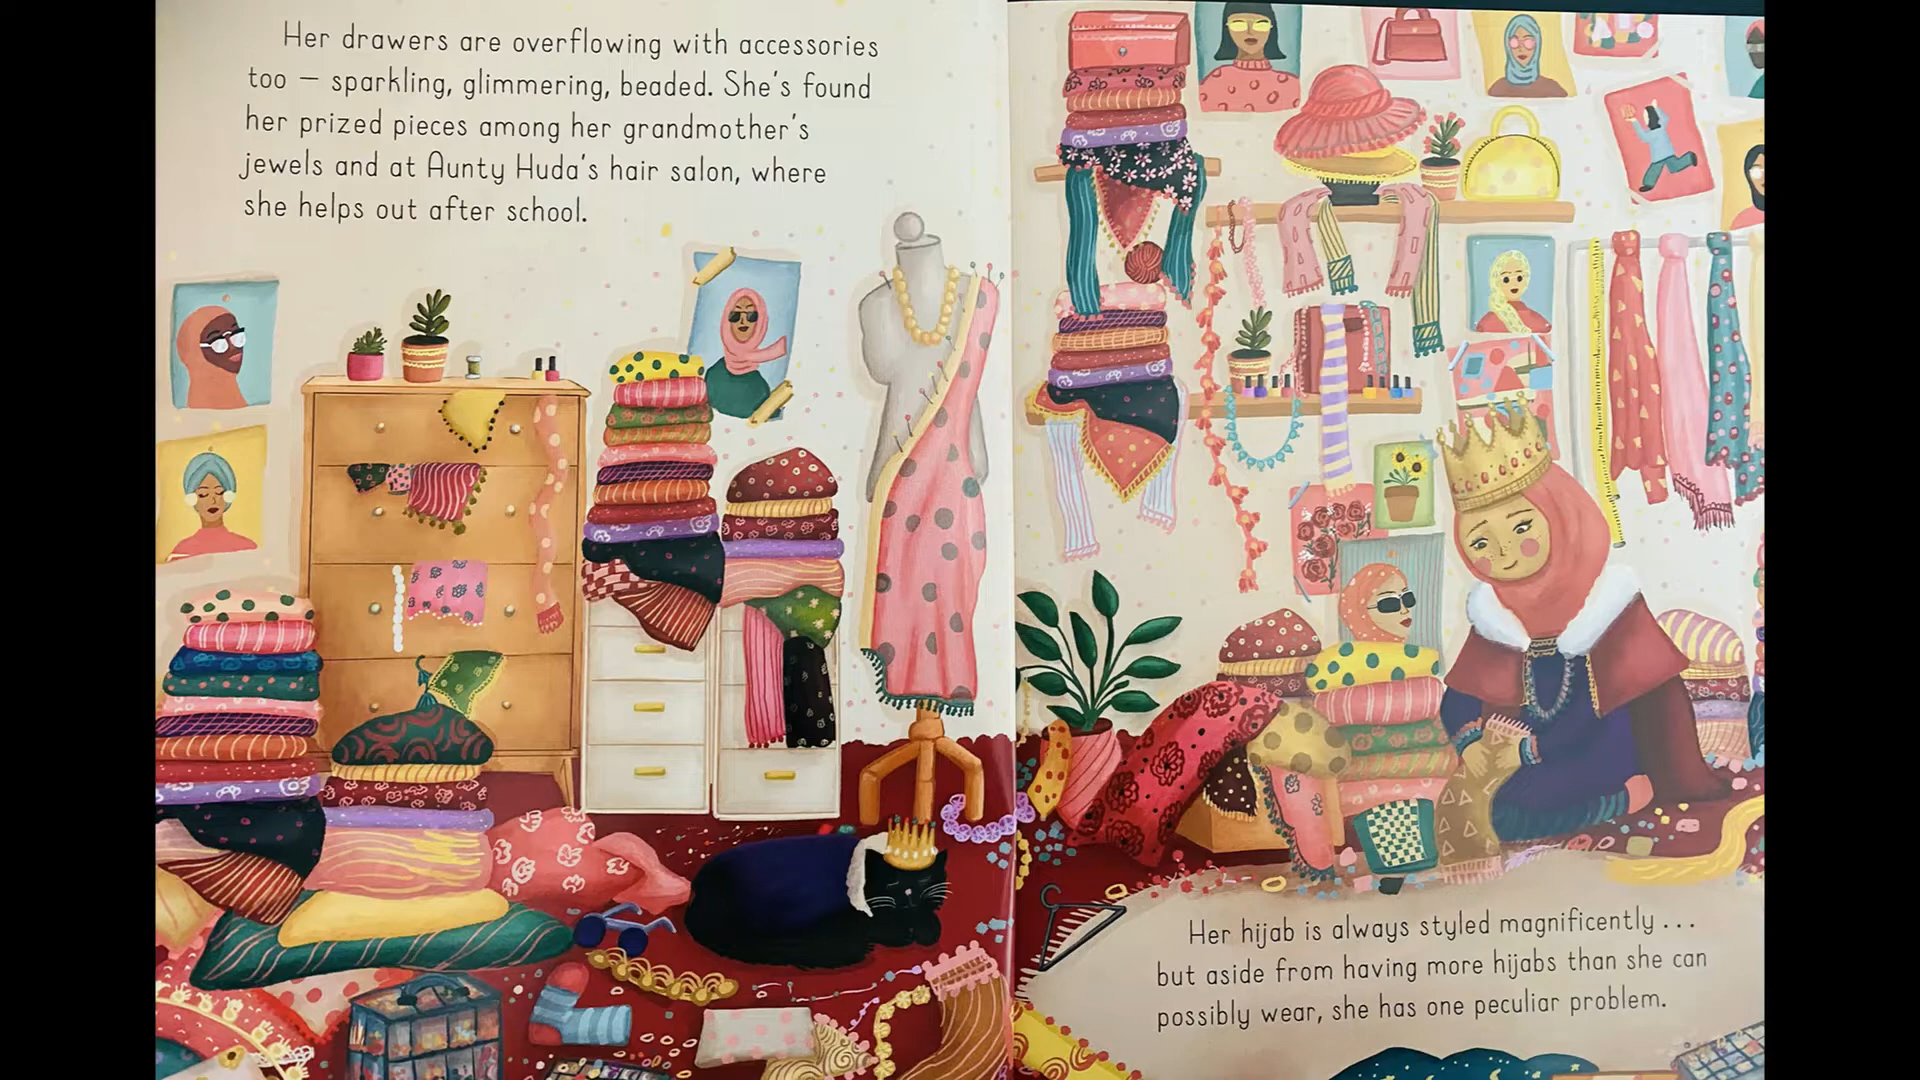 Her drawers are overflowing with accessories
too – sparkling, glimmering, beaded. She's found
her prized pieces among her grandmother's
jewels and at Aunty Huda's hair salon, where
she helps out after school.
Her hijab is always styled magnificently ...
but aside from having more hijabs than she can
possibly wear, she has one peculiar problem.